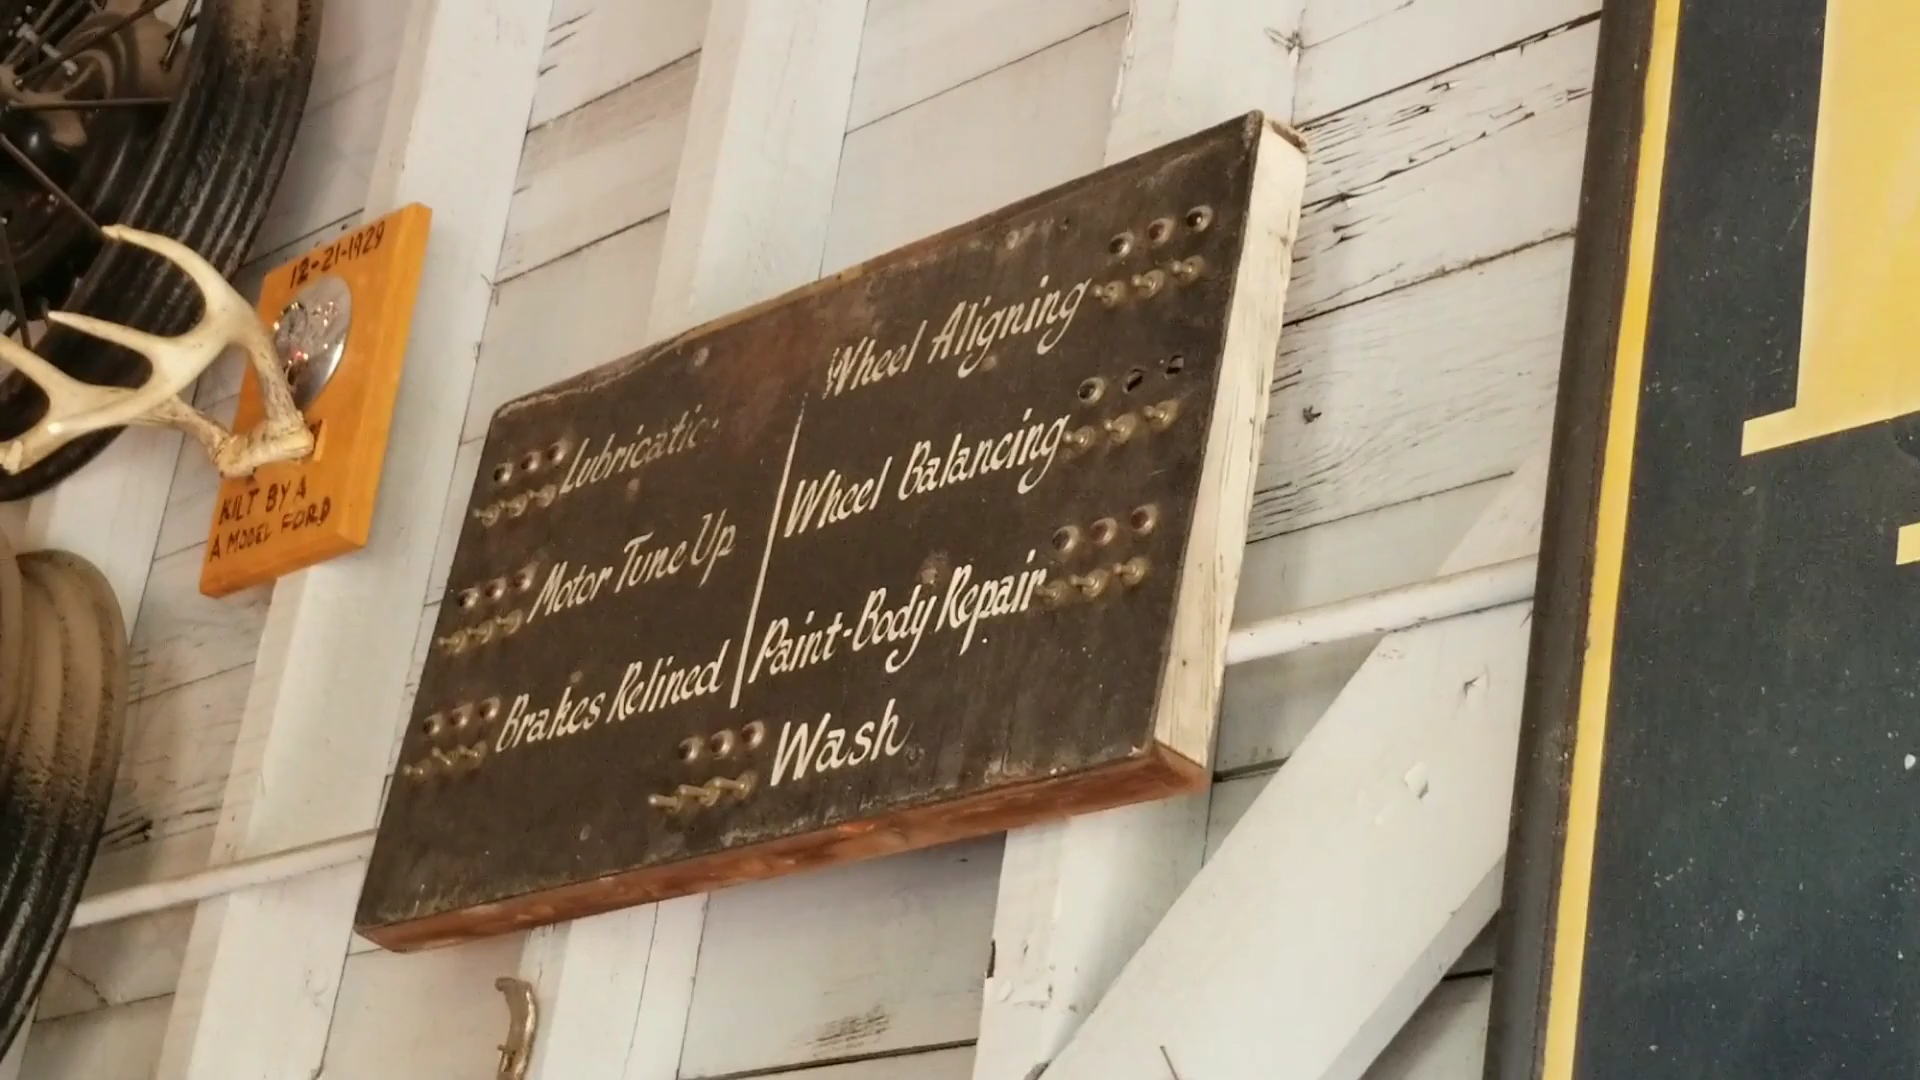 12-21-1929
KILT BY A
A MODEL FORD
Wheel Aligning
Motor Tune Up
Wheel Balancing
Brakes Relined
Paint-Body Repair
Wash